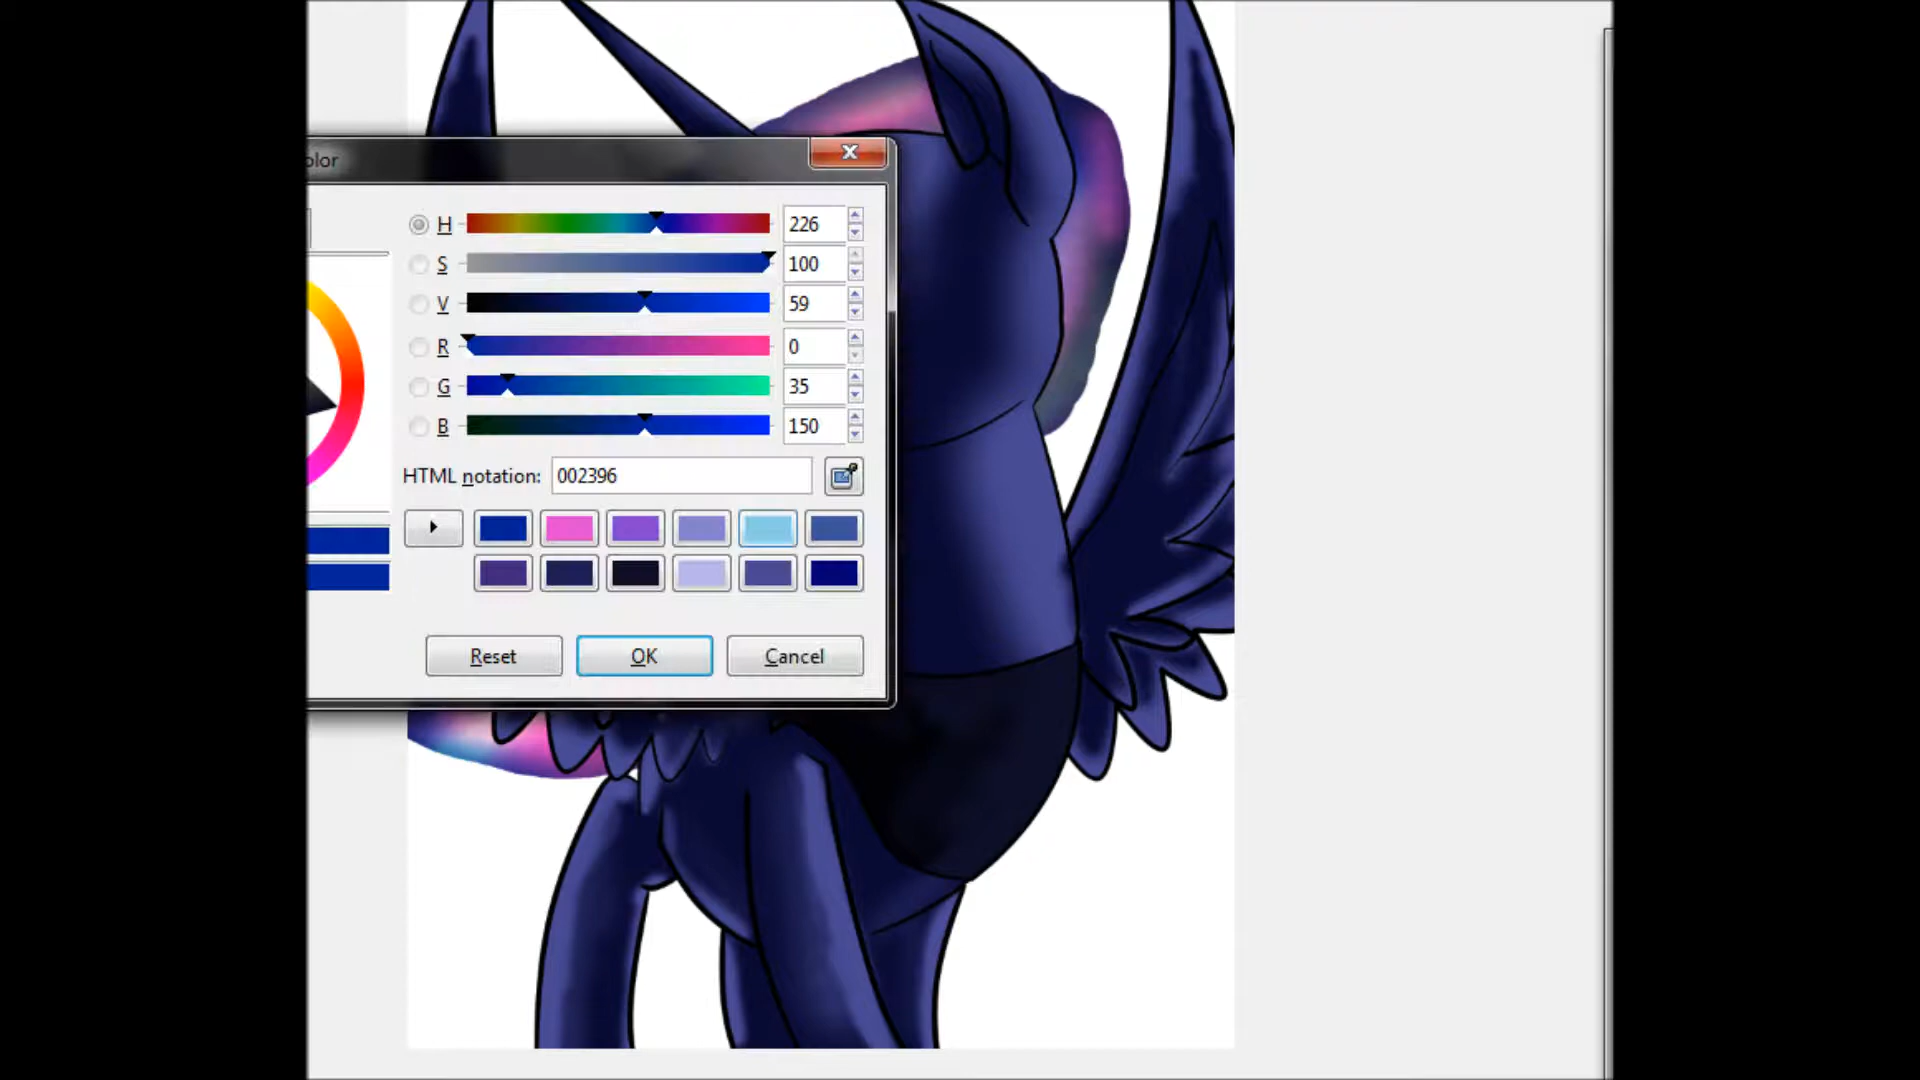 olor
H 226
S 100
V 59
R 0
G 35
B 150
HTML notation: 002396
Reset OK Cancel